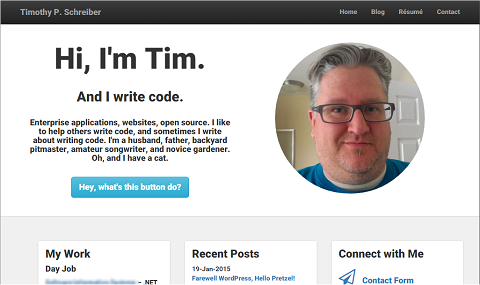 Timothy P. Schreiber
Home Blog Résumé Contact
Hi, I'm Tim.
And I write code.
Enterprise applications, websites, open source. I like
to help others write code, and sometimes I write
about writing code. I'm a husband, father, backyard
pitmaster, amateur songwriter, and novice gardener.
Oh, and I have a cat.
Hey, what's this button do?
My Work
Day Job
– .NET
Recent Posts
19-Jan-2015
Farewell WordPress, Hello Pretzel!
Connect with Me
Contact Form